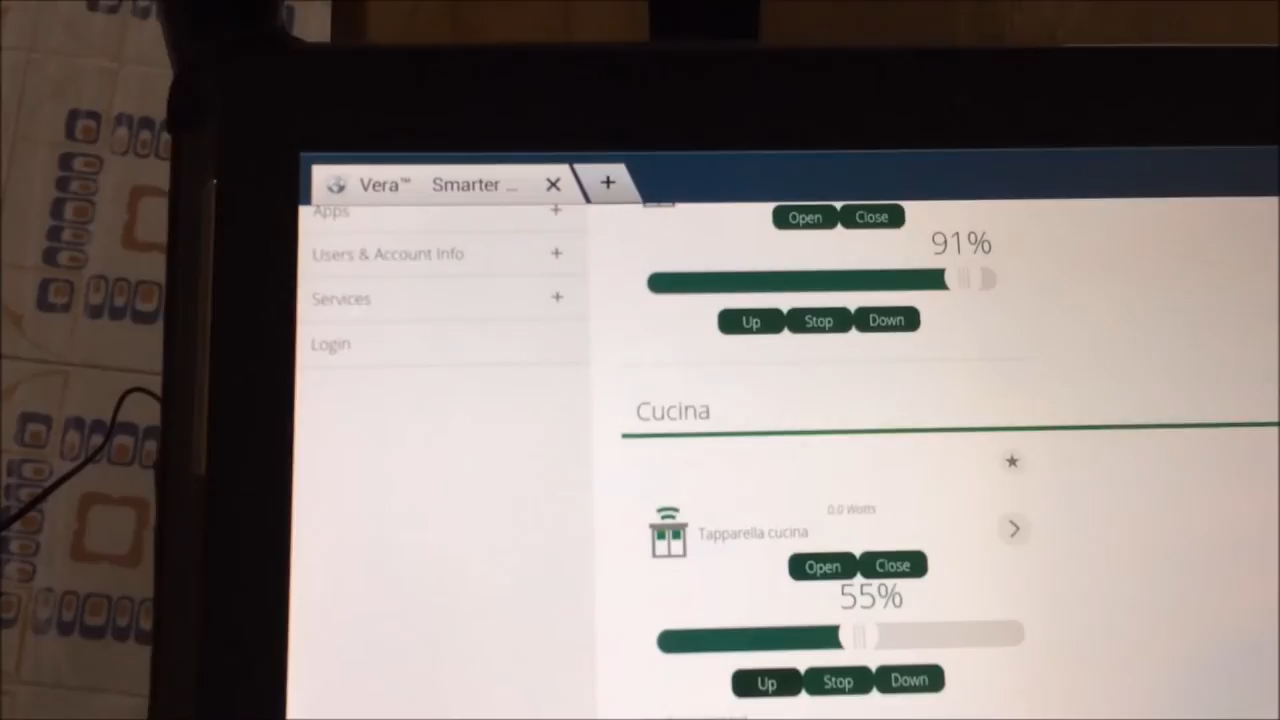 Vera™ Smarter ...
Apps
Users & Account Info
Services
Login
Open Close
91%
Up Stop Down
Cucina
0.0 Watts
Tapparella cucina
Open Close
55%
Up Stop Down